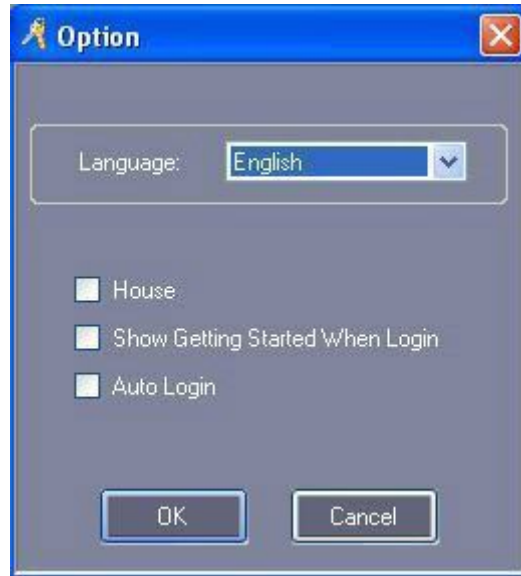 Option
Language: English
House
Show Getting Started When Login
Auto Login
OK Cancel